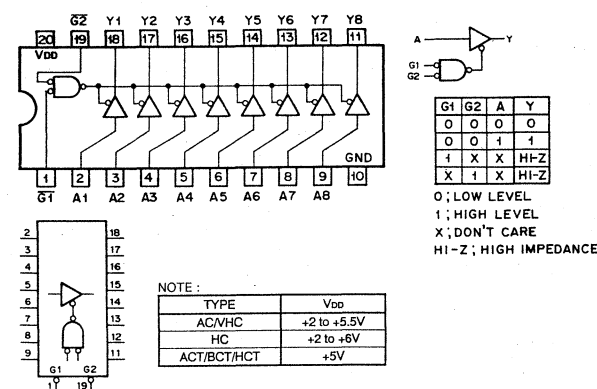 G2 Y1 Y2 Y3 Y4 Y5 Y6 Y7 Y8
20 19 18 17 16 15 14 13 12 11
VDD
GND
1 2 3 4 5 6 7 8 9 10
G1 A1 A2 A3 A4 A5 A6 A7 A8
A Y
G1
G2
G1 G2 A Y
0 0 0 0
0 0 1 1
1 X X HI-Z
X 1 X HI-Z
0 ; LOW LEVEL
1 ; HIGH LEVEL
X ; DON'T CARE
HI-Z ; HIGH IMPEDANCE
2 18
3 17
4 16
5 15
6 14
7 13
8 12
9 11
G1 G2
1 19
NOTE :
TYPE VDD
AC/VHC +2 to +5.5V
HC +2 to +6V
ACT/BCT/HCT +5V